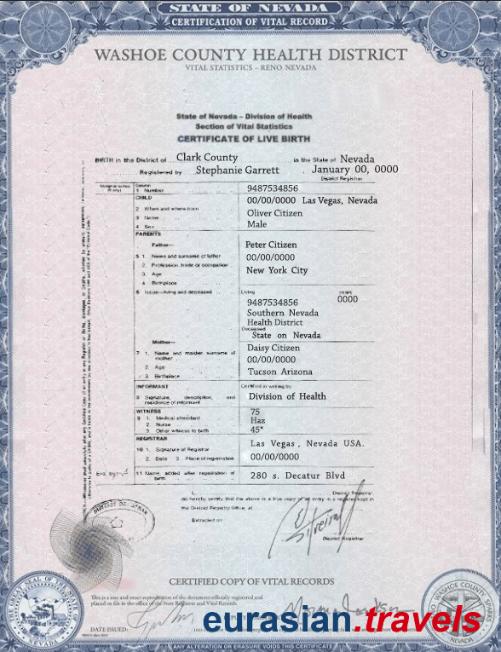 STATE OF NEVADA
CERTIFICATION OF VITAL RECORD
WASHOE COUNTY HEALTH DISTRICT
VITAL STATISTICS – RENO NEVADA
State of Nevada – Division of Health
Section of Vital Statistics
CERTIFICATE OF LIVE BIRTH
BIRTH in the District of Clark County in the State of Nevada
Registered by Stephanie Garrett . January 00, 0000
District Registrar
Column
1 Number 9487534856
CHILD
2 When and where born 00/00/0000 Las Vegas, Nevada
3 Name Oliver Citizen
4 Sex Male
PARENTS
Father— Peter Citizen
5 1. Name and surname of father 00/00/0000
2. Profession, trade or occupation New York City
3. Age
4. Birthplace
6 Issue—living and deceased Living years
9487534856 0000
Southern Nevada
Health District
Deceased
State on Nevada
Mother— Daisy Citizen
7 1. Name and maiden surname of mother 00/00/0000
2. Age
3. Birthplace Tucson Arizona
INFORMANT Certified in writing by
8 Signature, description, and residence of informant Division of Health
WITNESS
9 1. Medical attendant 75
2. Nurse Haz
3. Other witness to birth 45*
REGISTRAR
10 1. Signature of Registrar Las Vegas , Nevada USA.
2. Date 3. Place of registration 00/00/0000
11 Name, added after registration of birth 280 s. Decatur Blvd
I, District Registrar
do hereby certify that the above is a true copy of an entry in a register kept in
the District Registry Office, at
Extracted on
District Registrar
CERTIFIED COPY OF VITAL RECORDS
This is a true and exact reproduction of the document officially registered and
placed on file in the office of the State Registrar and Vital Records.
DATE ISSUED:
eurasian.travels
ANY ALTERATION OR ERASURE VOIDS THIS CERTIFICATE